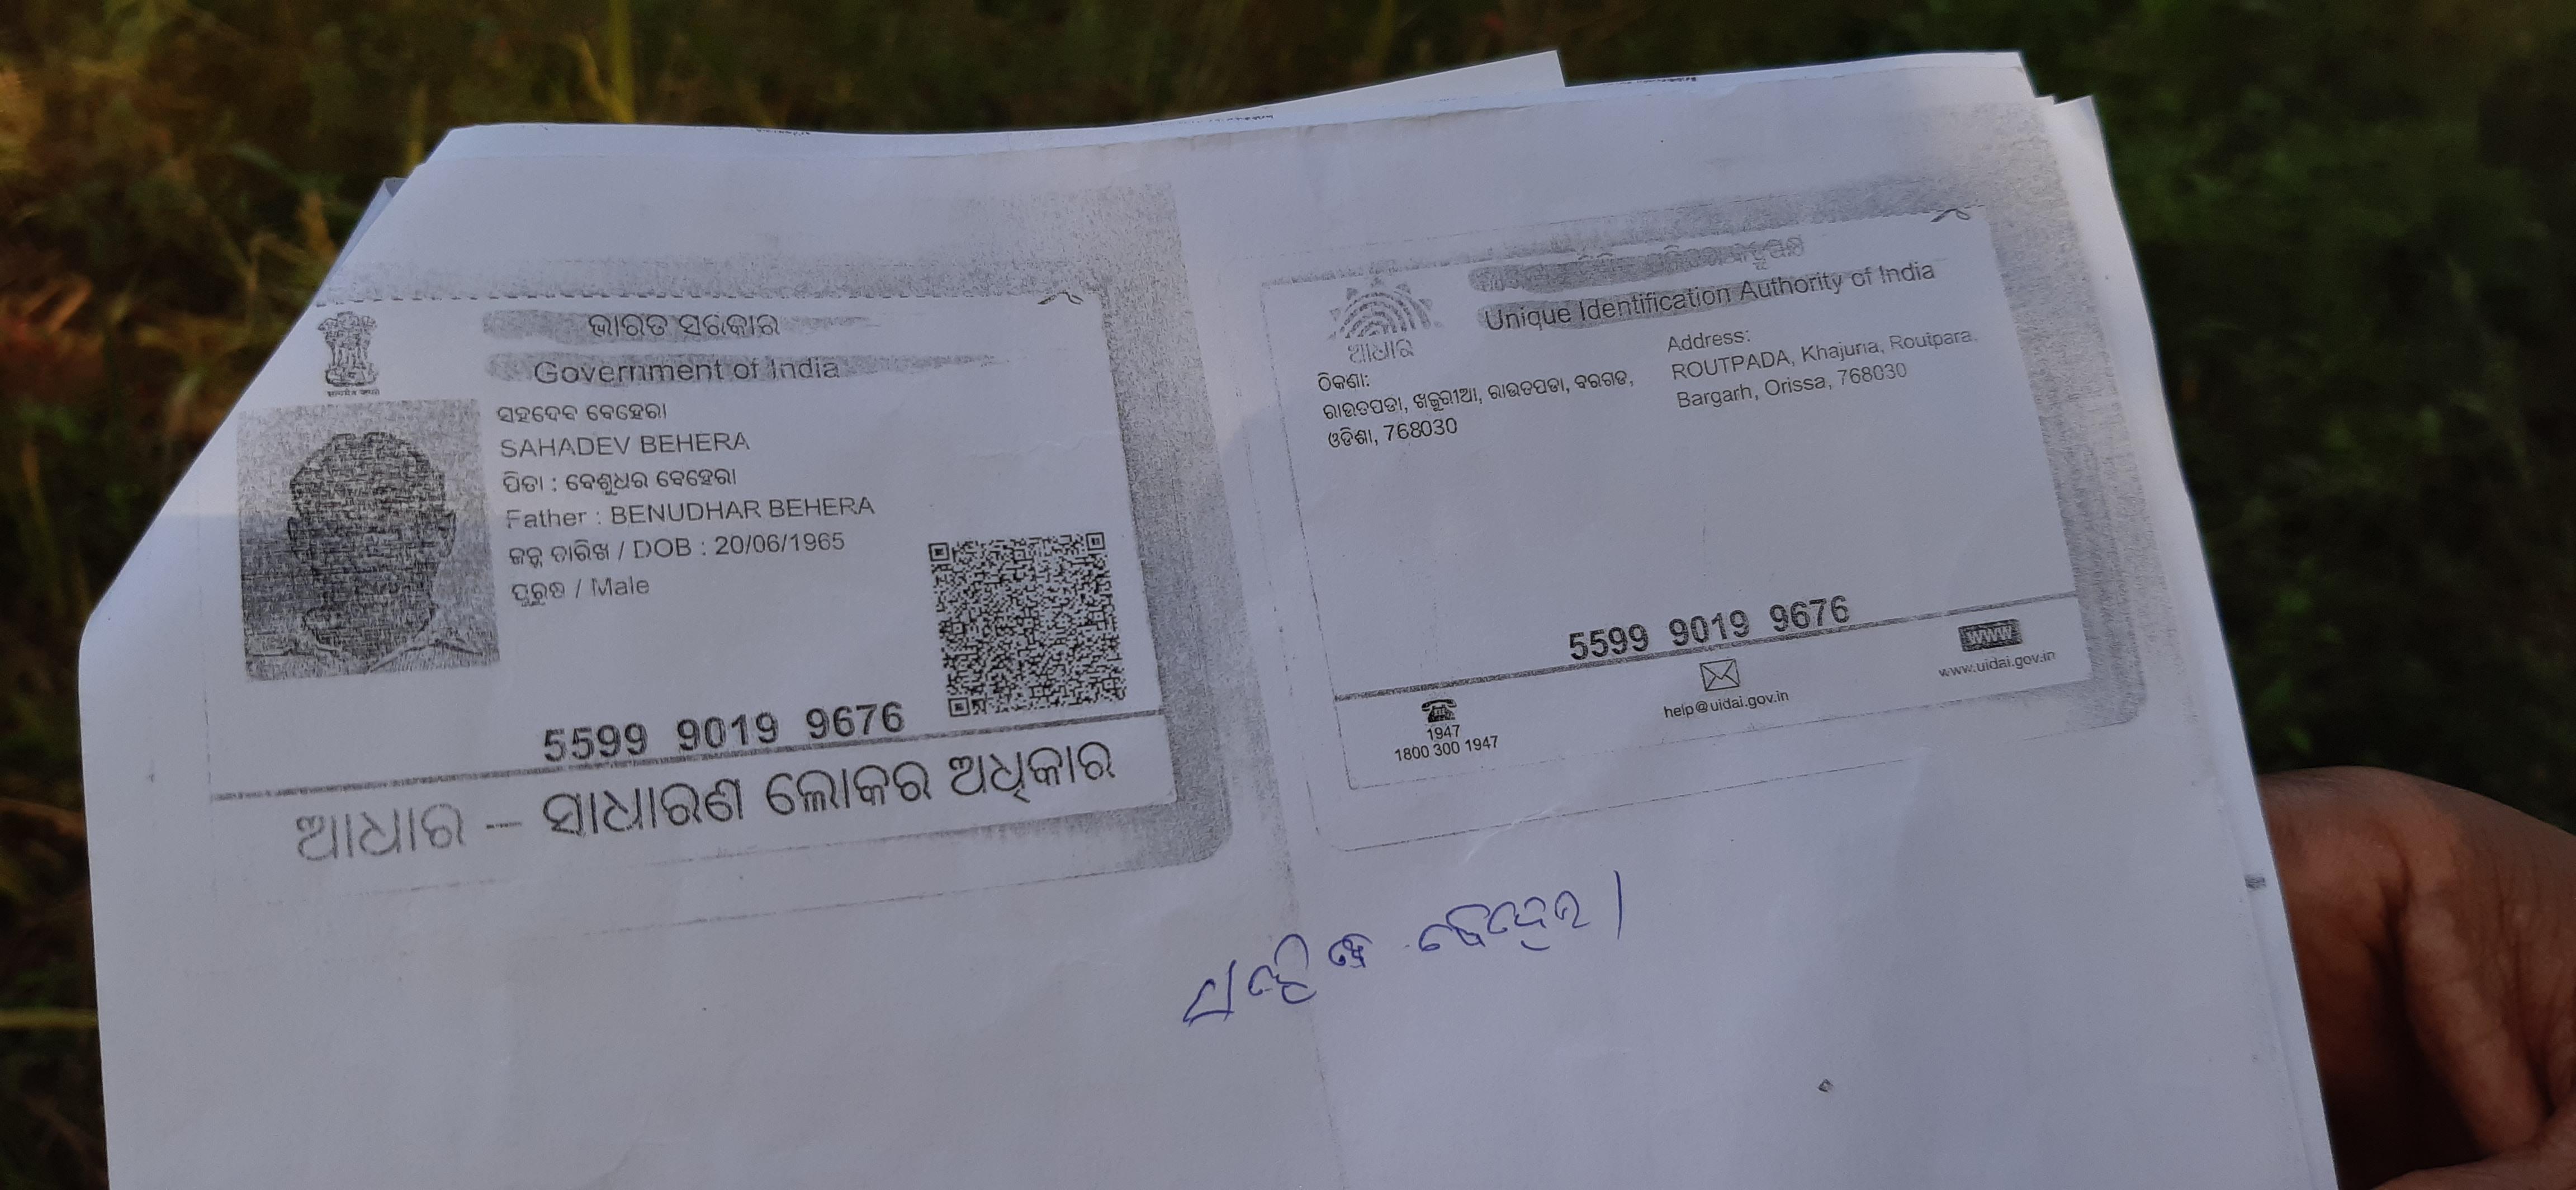 ଭାରତ ସରକାର
Government of India
ସହଦେବ ବେହେରା
SAHADEV BEHERA
ପିତା : ବେଣୁଧର ବେହେରା
Father : BENUDHAR BEHERA
ଜନ୍ମ ତାରିଖ / DOB : 20/06/1965
ପୁରୁଷ / Male
5599 9019 9676
ଆଧାର – ସାଧାରଣ ଲୋକର ଅଧିକାର
Unique Identification Authority of India
ଆଧାର
ଠିକଣା:
ରାଉତପଡା, ଖଜୁରୀଆ, ରାଉତପଡା, ବରଗଡ,
ଓଡିଶା, 768030
Address:
ROUTPADA, Khajuria, Routpara,
Bargarh, Orissa, 768030
5599 9019 9676
1947
1800 300 1947
help@uidai.gov.in
www
www.uidai.gov.in